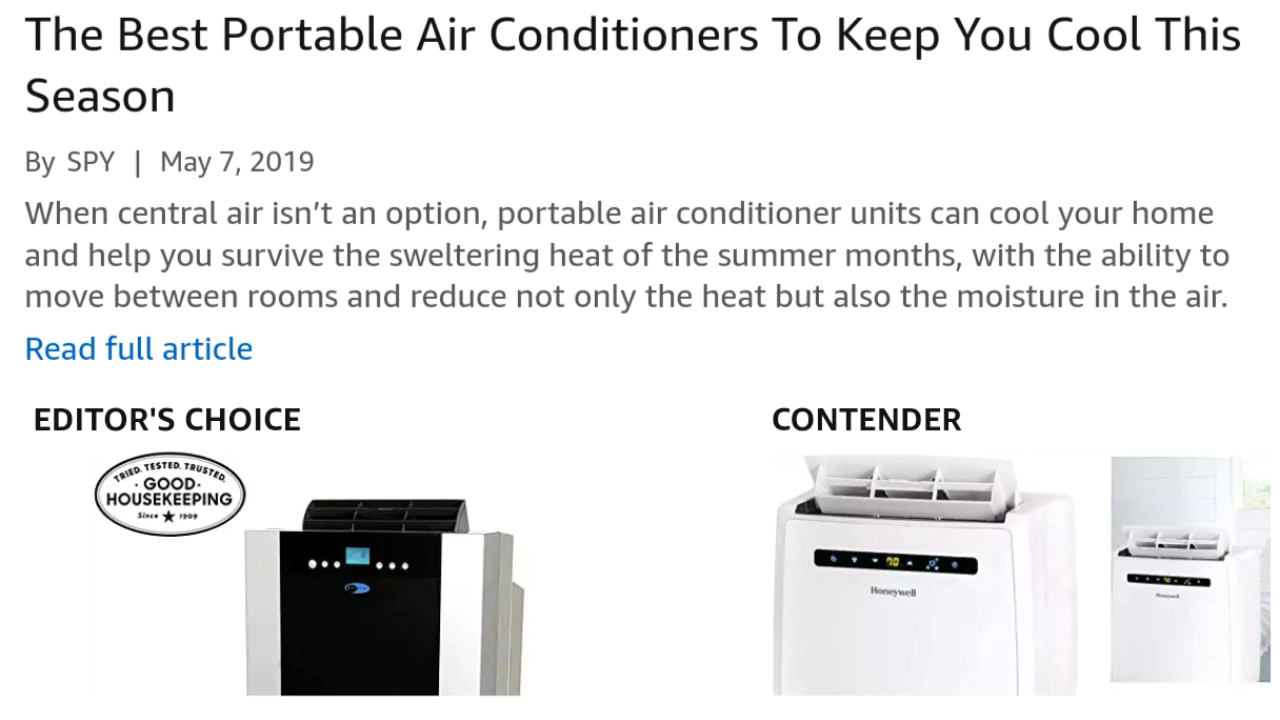 The Best Portable Air Conditioners To Keep You Cool This
Season
By SPY | May 7, 2019
When central air isn’t an option, portable air conditioner units can cool your home
and help you survive the sweltering heat of the summer months, with the ability to
move between rooms and reduce not only the heat but also the moisture in the air.
Read full article
EDITOR'S CHOICE
CONTENDER
TRIED. TESTED. TRUSTED.
· GOOD ·
HOUSEKEEPING
Since ★ 1909
70
Honeywell
Honeywell